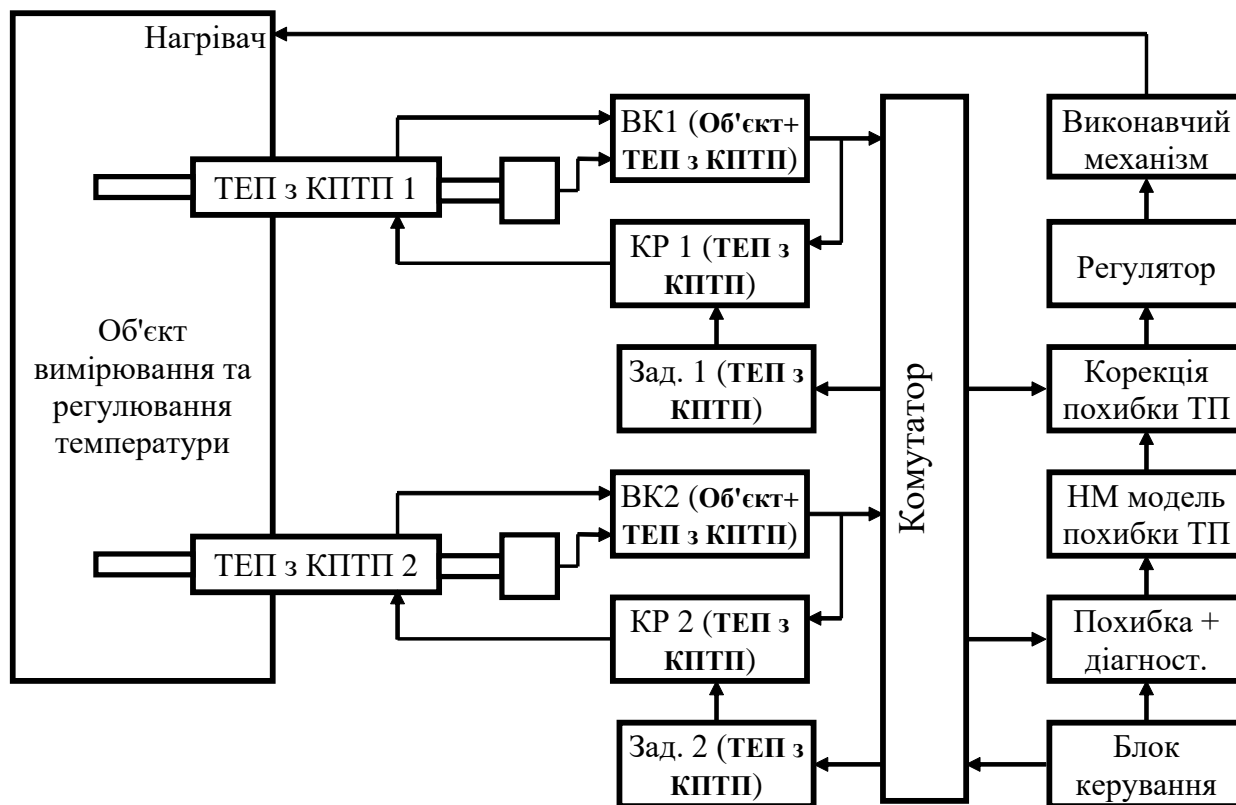 Нагрівач
ВК1 (Об'єкт+
ТЕП з КПТП)
Виконавчий
механізм
ТЕП з КПТП 1
КР 1 (ТЕП з
КПТП)
Регулятор
Об'єкт
вимірювання та
регулювання
температури
Зад. 1 (ТЕП з
КПТП)
Комутатор
Корекція
похибки ТП
ВК2 (Об'єкт+
ТЕП з КПТП)
НМ модель
похибки ТП
ТЕП з КПТП 2
КР 2 (ТЕП з
КПТП)
Похибка +
діагност.
Зад. 2 (ТЕП з
КПТП)
Блок
керування